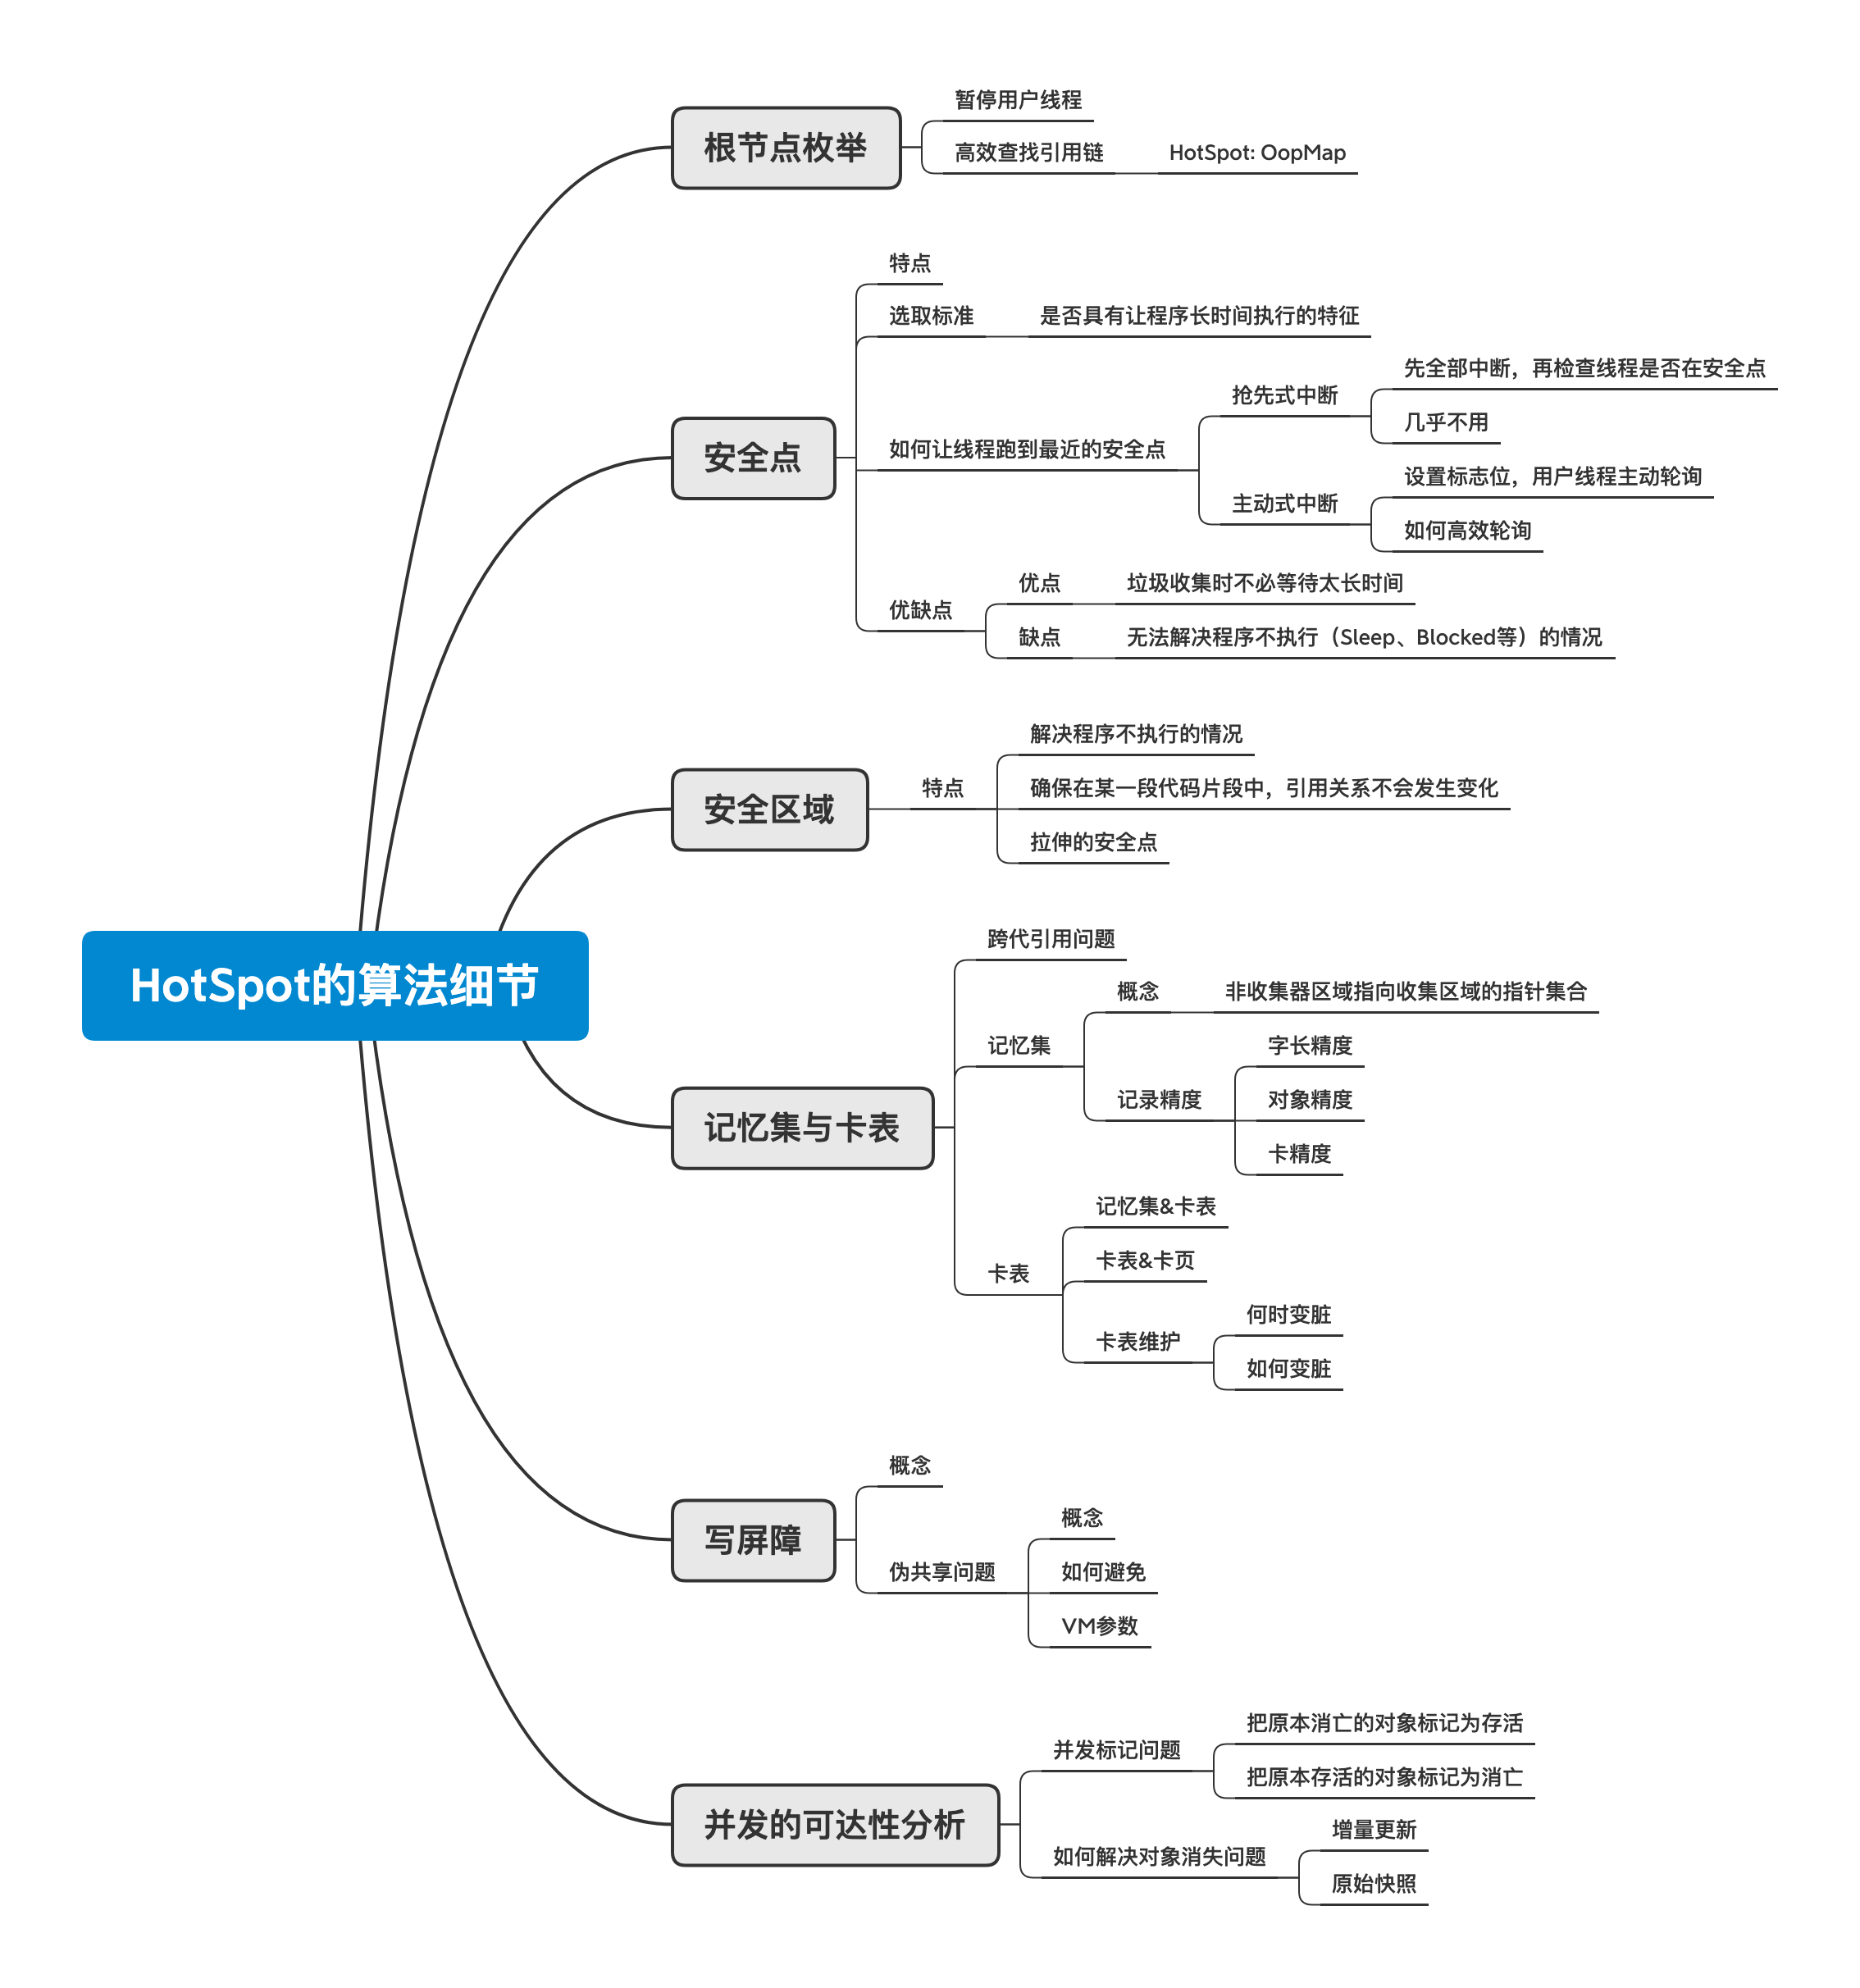 HotSpot的算法细节
根节点枚举
暂停用户线程
高效查找引用链
HotSpot: OopMap
安全点
特点
选取标准
是否具有让程序长时间执行的特征
如何让线程跑到最近的安全点
抢先式中断
先全部中断，再检查线程是否在安全点
几乎不用
主动式中断
设置标志位，用户线程主动轮询
如何高效轮询
优缺点
优点
垃圾收集时不必等待太长时间
缺点
无法解决程序不执行（Sleep、Blocked等）的情况
安全区域
特点
解决程序不执行的情况
确保在某一段代码片段中，引用关系不会发生变化
拉伸的安全点
记忆集与卡表
跨代引用问题
记忆集
概念
非收集器区域指向收集区域的指针集合
记录精度
字长精度
对象精度
卡精度
卡表
记忆集&卡表
卡表&卡页
卡表维护
何时变脏
如何变脏
写屏障
概念
伪共享问题
概念
如何避免
VM参数
并发的可达性分析
并发标记问题
把原本消亡的对象标记为存活
把原本存活的对象标记为消亡
如何解决对象消失问题
增量更新
原始快照